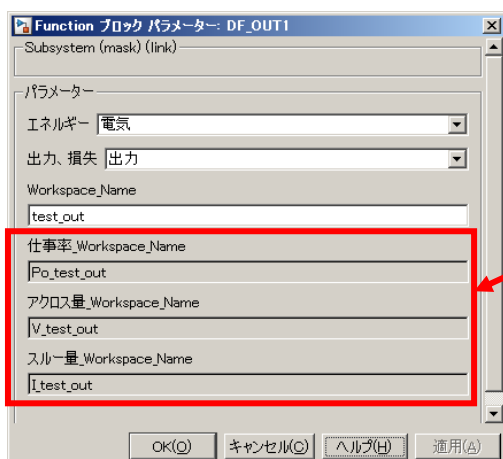 Function ブロック パラメーター: DF_OUT1
Subsystem (mask) (link)
パラメーター
エネルギー 電気
出力、損失 出力
Workspace_Name
test_out
仕事率_Workspace_Name
Po_test_out
アクロス量_Workspace_Name
V_test_out
スルー量_Workspace_Name
I_test_out
OK(O) キャンセル(C) ヘルプ(H) 適用(A)